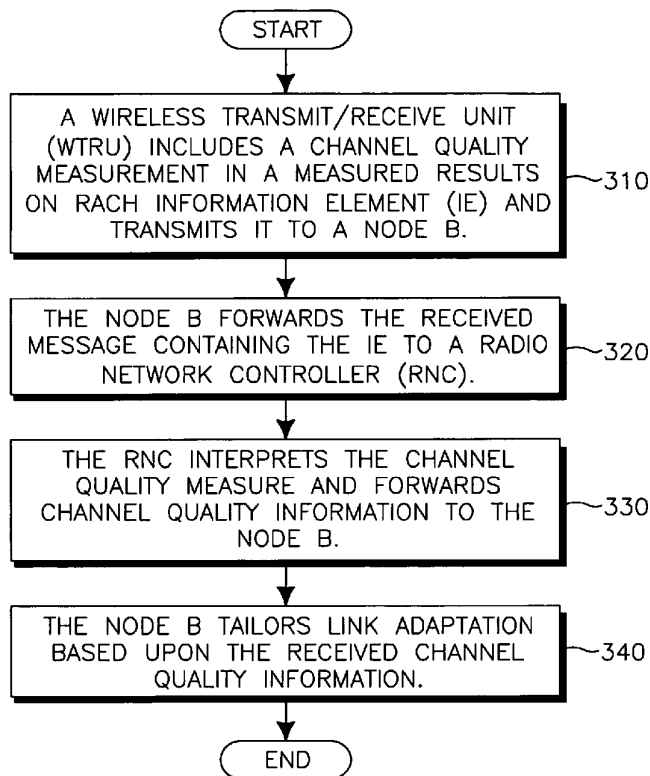 START
A WIRELESS TRANSMIT/RECEIVE UNIT
(WTRU) INCLUDES A CHANNEL QUALITY
MEASUREMENT IN A MEASURED RESULTS
ON RACH INFORMATION ELEMENT (IE) AND
TRANSMITS IT TO A NODE B.
310
THE NODE B FORWARDS THE RECEIVED
MESSAGE CONTAINING THE IE TO A RADIO
NETWORK CONTROLLER (RNC).
320
THE RNC INTERPRETS THE CHANNEL
QUALITY MEASURE AND FORWARDS
CHANNEL QUALITY INFORMATION TO THE
NODE B.
330
THE NODE B TAILORS LINK ADAPTATION
BASED UPON THE RECEIVED CHANNEL
QUALITY INFORMATION.
340
END